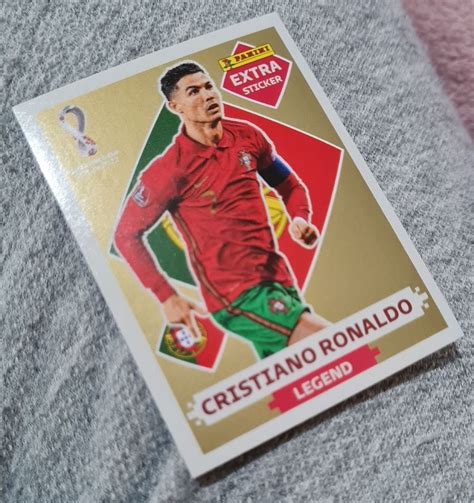 PANINI
EXTRA
STICKER
CRISTIANO RONALDO
LEGEND